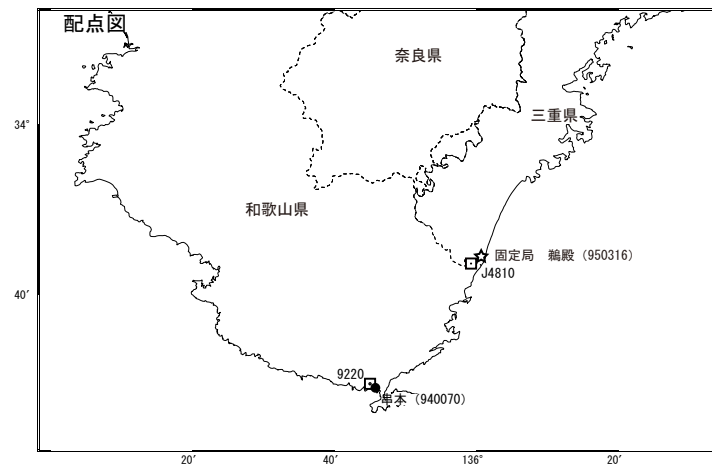 配点図
奈良県
34°
三重県
和歌山県
固定局 鵜殿（950316）
J4810
40′
9220
串本（940070）
20′ 40′ 136° 20′